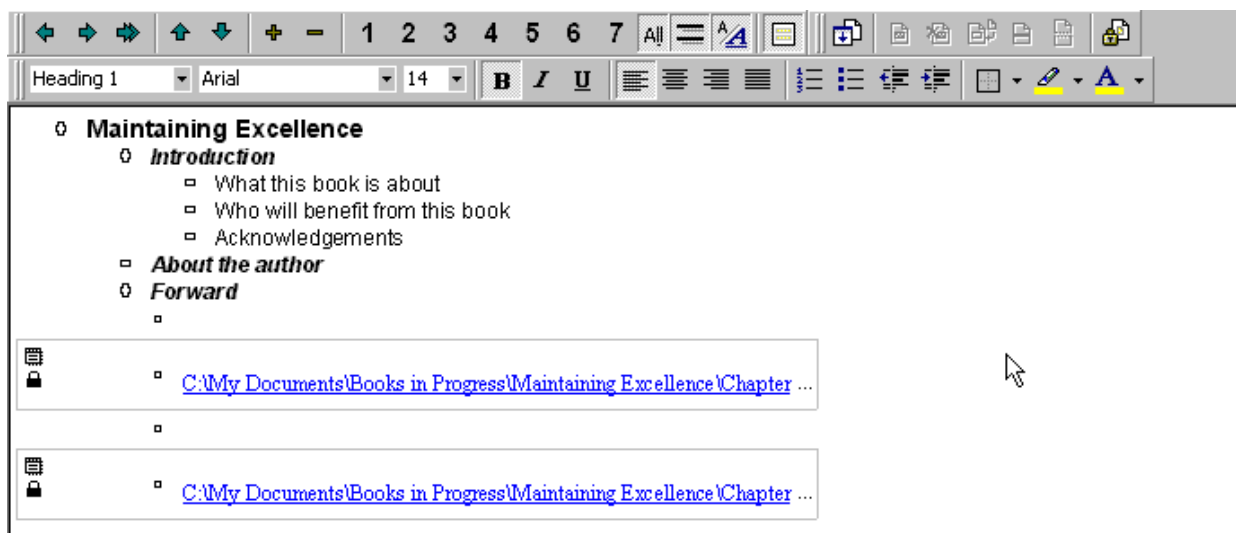 1 2 3 4 5 6 7 All A/A
Heading 1 Arial 14 B I U A
Maintaining Excellence
Introduction
What this book is about
Who will benefit from this book
Acknowledgements
About the author
Forward
C:\My Documents\Books in Progress\Maintaining Excellence\Chapter ...
C:\My Documents\Books in Progress\Maintaining Excellence\Chapter ...